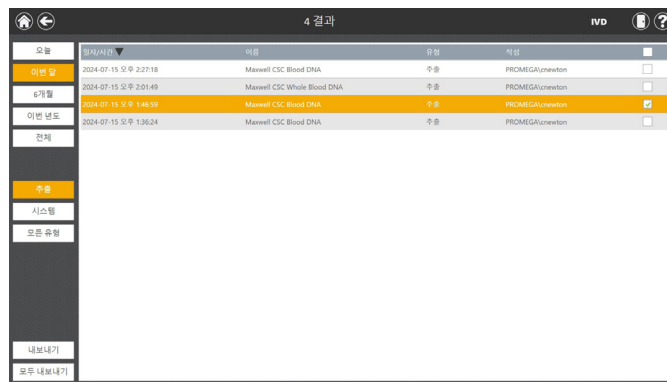 4 결과
IVD
?
오늘
이번 달
6개월
이번 년도
전체
추출
시스템
모든 유형
내보내기
모두 내보내기
일시/시간 이름 유형 작성
2024-07-15 오후 2:27:18 Maxwell CSC Blood DNA 추출 PROMEGA\cnewton
2024-07-15 오후 2:01:49 Maxwell CSC Whole Blood DNA 추출 PROMEGA\cnewton
2024-07-15 오후 1:46:59 Maxwell CSC Blood DNA 추출 PROMEGA\cnewton
2024-07-15 오후 1:36:24 Maxwell CSC Blood DNA 추출 PROMEGA\cnewton